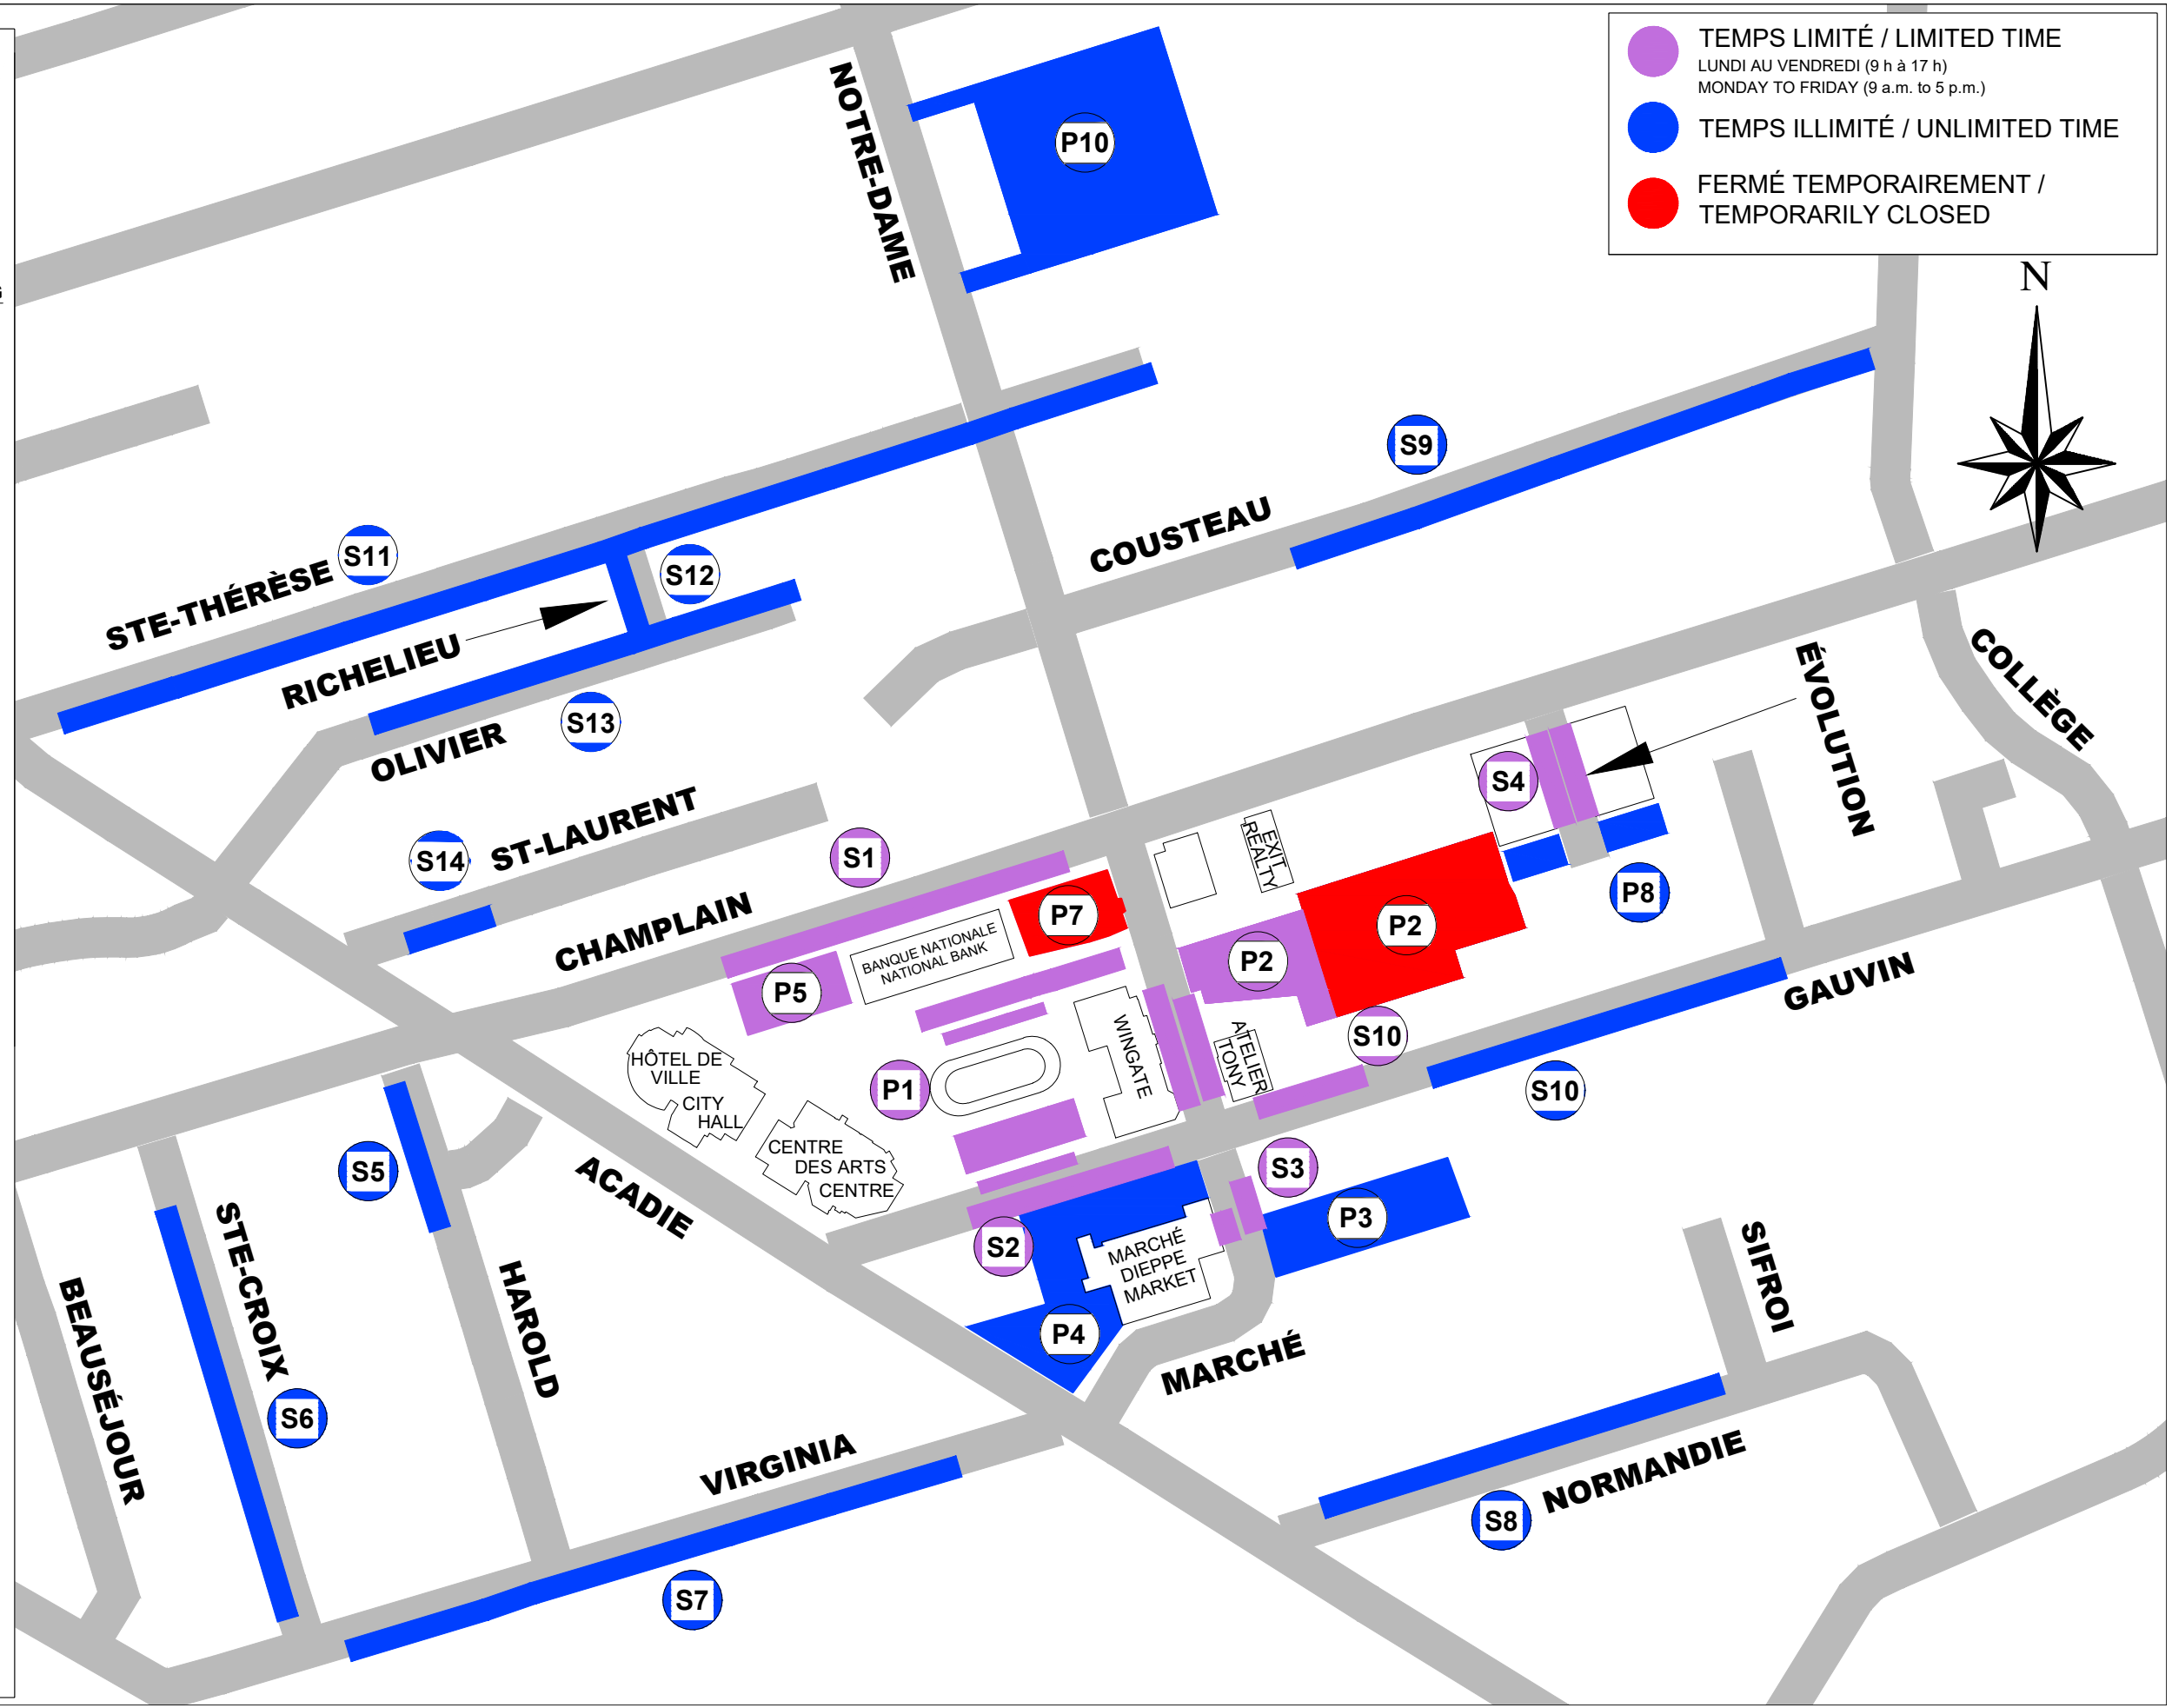 TEMPS LIMITÉ / LIMITED TIME
LUNDI AU VENDREDI (9 h à 17 h)
MONDAY TO FRIDAY (9 a.m. to 5 p.m.)
TEMPS ILLIMITÉ / UNLIMITED TIME
FERMÉ TEMPORAIREMENT /
TEMPORARILY CLOSED
N
NOTRE-DAME
P10
S9
COUSTEAU
S11
STE-THÉRÈSE
S12
RICHELIEU
S13
OLIVIER
COLLÈGE
ÉVOLUTION
S4
S14
ST-LAURENT
S1
EXIT
REALTY
P8
CHAMPLAIN
P7
P2
P2
BANQUE NATIONALE
NATIONAL BANK
P5
GAUVIN
S10
WINGATE
ATELIER
TONY
HÔTEL DE
VILLE
CITY
HALL
P1
S10
CENTRE
DES ARTS
CENTRE
S5
ACADIE
S3
P3
S2
MARCHÉ
DIEPPE
MARKET
P4
STE-CROIX
HAROLD
BEAUSÉJOUR
SIFROI
MARCHÉ
S6
VIRGINIA
NORMANDIE
S8
S7